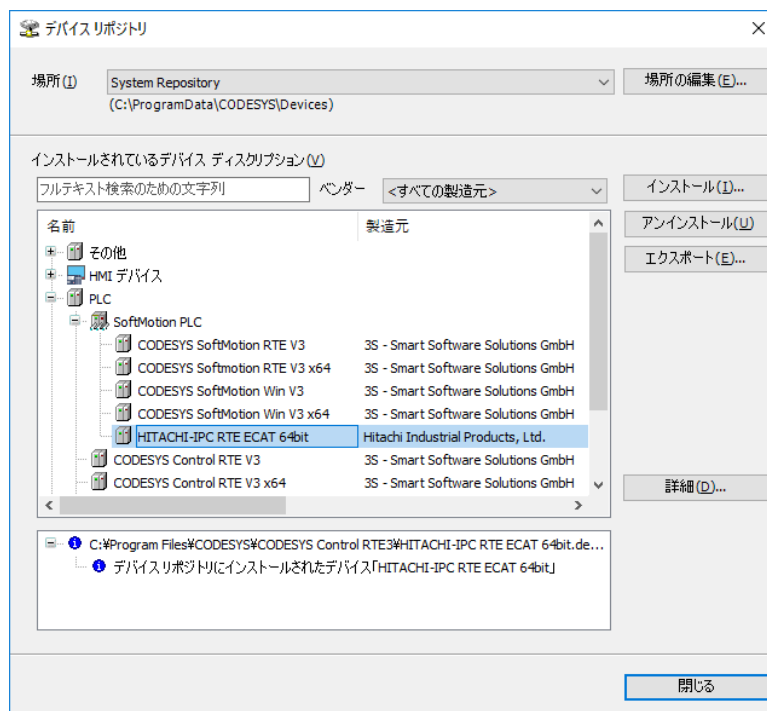 デバイス リポジトリ
場所(I) System Repository 場所の編集(E)...
(C:\ProgramData\CODESYS\Devices)
インストールされているデバイス ディスクリプション(V)
フルテキスト検索のための文字列 ベンダー <すべての製造元> インストール(I)...
名前 製造元 アンインストール(U)
その他
HMI デバイス エクスポート(E)...
PLC
SoftMotion PLC
CODESYS SoftMotion RTE V3 3S - Smart Software Solutions GmbH
CODESYS SoftMotion RTE V3 x64 3S - Smart Software Solutions GmbH
CODESYS SoftMotion Win V3 3S - Smart Software Solutions GmbH
CODESYS SoftMotion Win V3 x64 3S - Smart Software Solutions GmbH
HITACHI-IPC RTE ECAT 64bit Hitachi Industrial Products, Ltd.
CODESYS Control RTE V3 3S - Smart Software Solutions GmbH
CODESYS Control RTE V3 x64 3S - Smart Software Solutions GmbH 詳細(D)...
C:¥Program Files¥CODESYS¥CODESYS Control RTE3¥HITACHI-IPC RTE ECAT 64bit.de...
デバイス リポジトリにインストールされたデバイス「HITACHI-IPC RTE ECAT 64bit」
閉じる